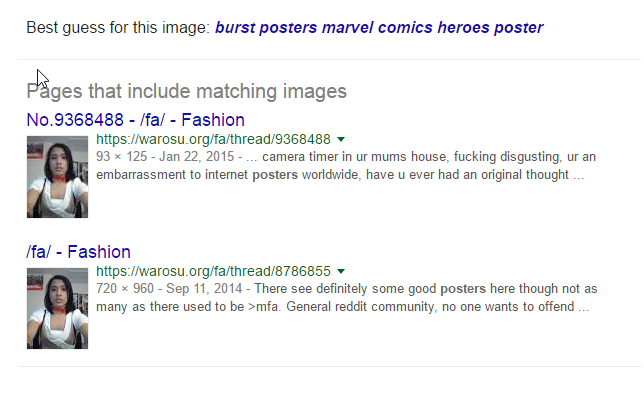 Best guess for this image: burst posters marvel comics heroes poster
Pages that include matching images
No.9368488 - /fa/ - Fashion
https://warosu.org/fa/thread/9368488
93 × 125 - Jan 22, 2015 - ... camera timer in ur mums house, fucking disgusting, ur an
embarrassment to internet posters worldwide, have u ever had an original thought ...
/fa/ - Fashion
https://warosu.org/fa/thread/8786855
720 × 960 - Sep 11, 2014 - There see definitely some good posters here though not as
many as there used to be >mfa. General reddit community, no one wants to offend ...